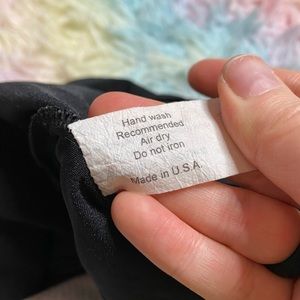 Hand wash
Recommended
Air dry
Do not iron
Made in U.S.A.